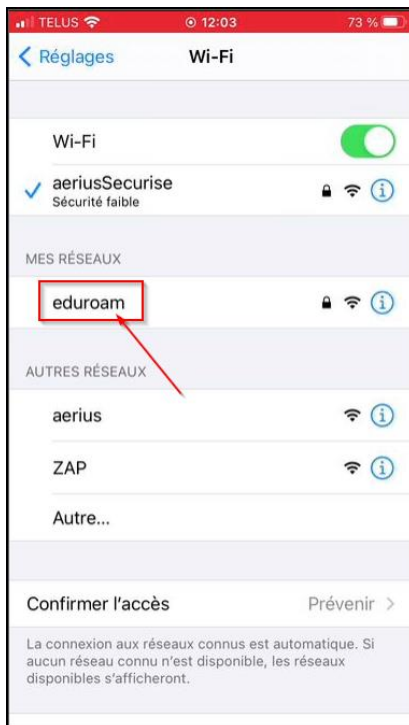 TELUS 12:03 73 %
Réglages Wi-Fi
Wi-Fi
aeriusSecurise
Sécurité faible
MES RÉSEAUX
eduroam
AUTRES RÉSEAUX
aerius
ZAP
Autre...
Confirmer l'accès Prévenir
La connexion aux réseaux connus est automatique. Si
aucun réseau connu n'est disponible, les réseaux
disponibles s'afficheront.